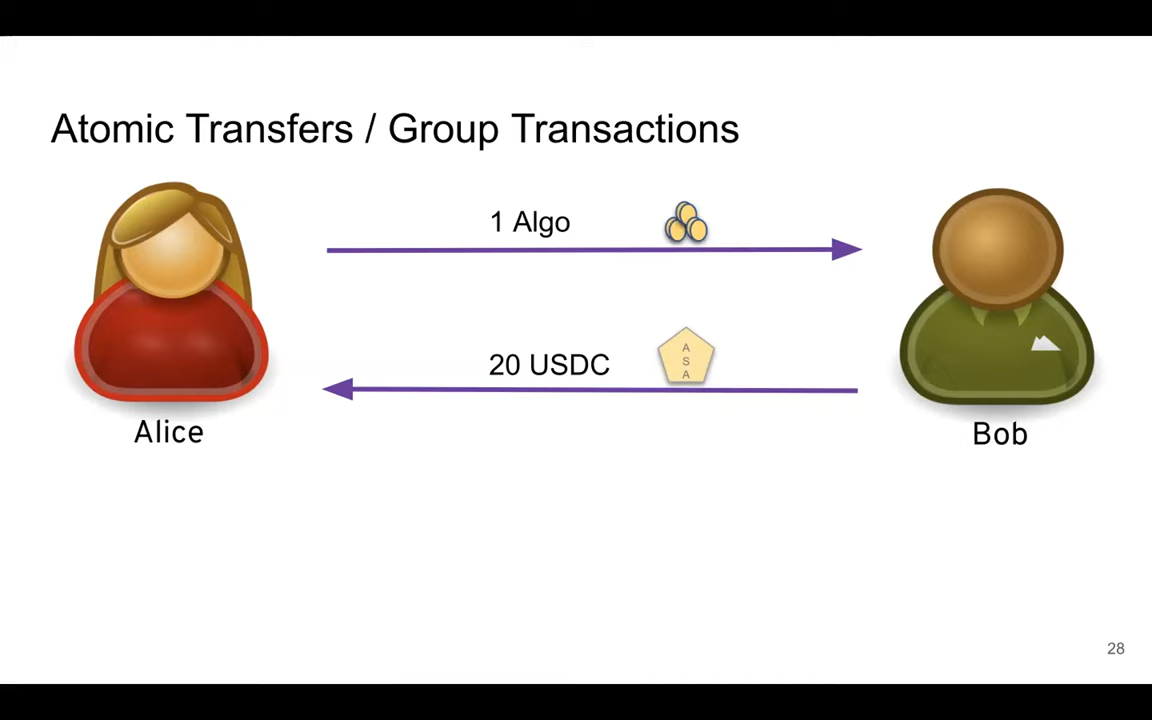 Atomic Transfers / Group Transactions
1 Algo
A
S
A
20 USDC
Alice
Bob
28